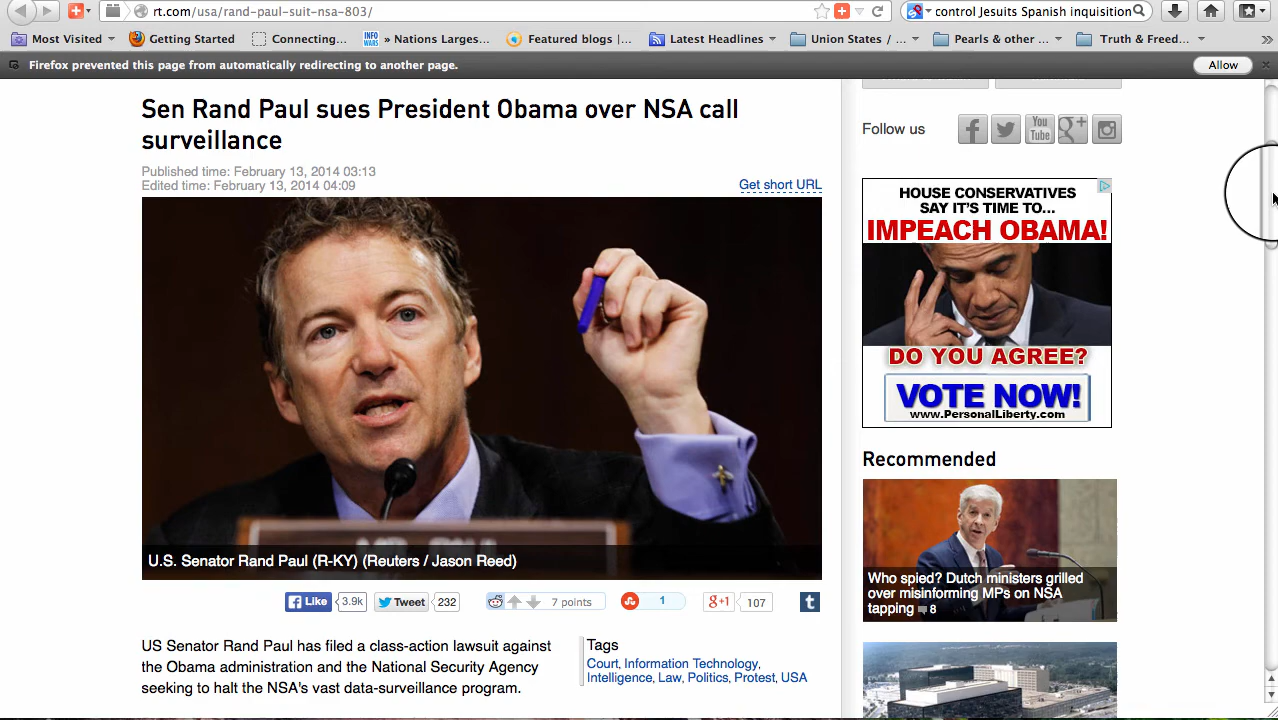 rt.com/usa/rand-paul-suit-nsa-803/
control Jesuits Spanish inquisition
Most Visited
Getting Started
Connecting...
INFO WARS
» Nations Larges...
Featured blogs |...
Latest Headlines
Union States / ...
Pearls & other ...
Truth & Freed...
Firefox prevented this page from automatically redirecting to another page.
Allow
Sen Rand Paul sues President Obama over NSA call
surveillance
Published time: February 13, 2014 03:13
Edited time: February 13, 2014 04:09
Get short URL
U.S. Senator Rand Paul (R-KY) (Reuters / Jason Reed)
Like
3.9k
Tweet
232
7 points
1
g+1
107
t
US Senator Rand Paul has filed a class-action lawsuit against
the Obama administration and the National Security Agency
seeking to halt the NSA's vast data-surveillance program.
Tags
Court, Information Technology,
Intelligence, Law, Politics, Protest, USA
Follow us
f
You
Tube
g+
HOUSE CONSERVATIVES
SAY IT'S TIME TO...
IMPEACH OBAMA!
DO YOU AGREE?
VOTE NOW!
www.PersonalLiberty.com
Recommended
Who spied? Dutch ministers grilled
over misinforming MPs on NSA
tapping 8